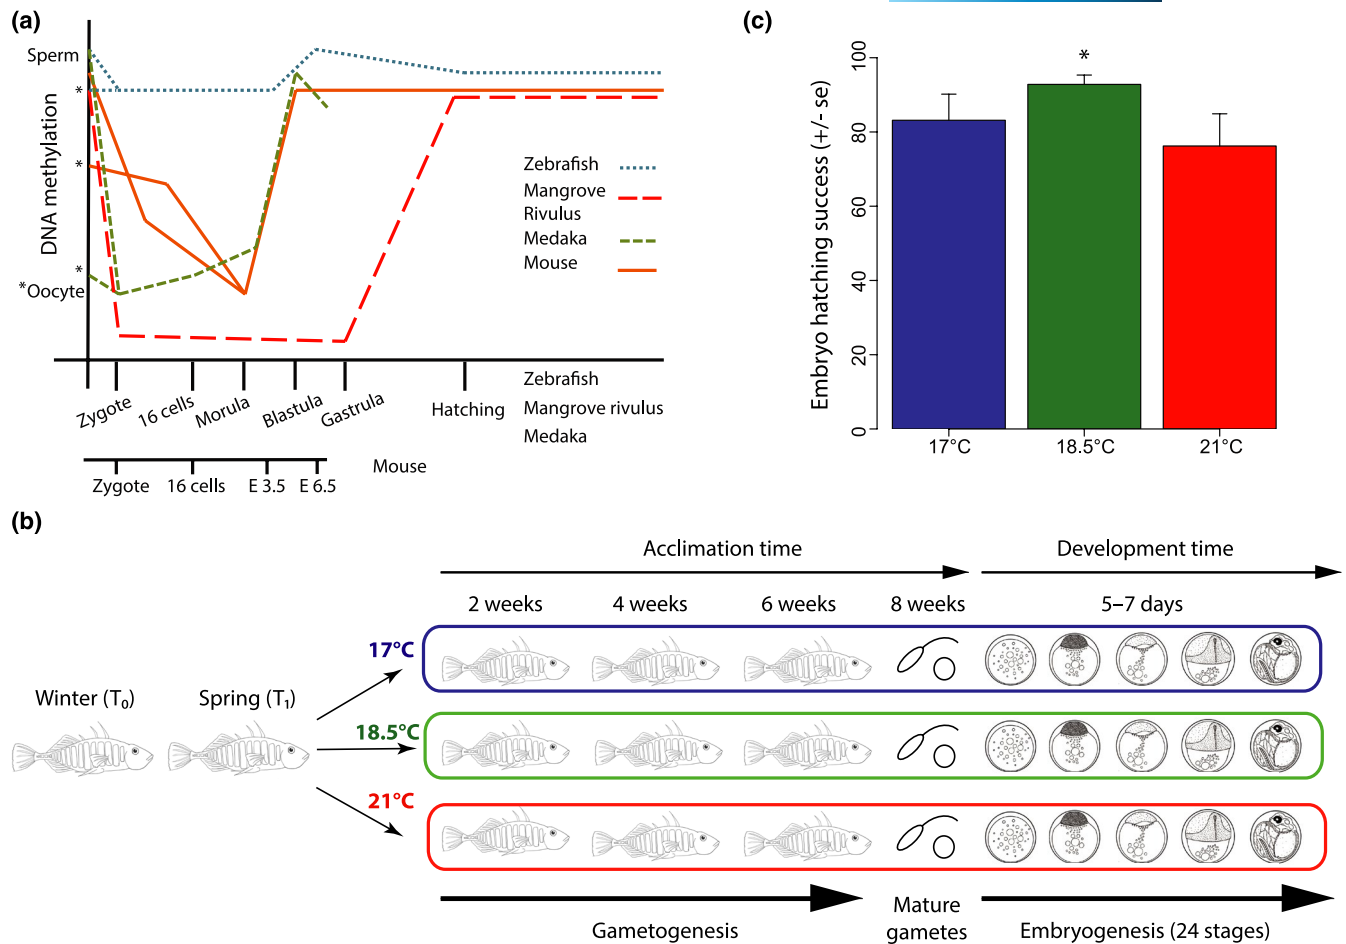 (a)
Sperm
*
*
*
*Oocyte
DNA methylation
Zebrafish
Mangrove
Rivulus
Medaka
Mouse
Zygote
16 cells
Morula
Blastula
Gastrula
Hatching
Zebrafish
Mangrove rivulus
Medaka
Zygote
16 cells
E 3.5
E 6.5
Mouse
(c)
Embryo hatching success (+/- se)
100
80
60
40
20
0
*
17°C
18.5°C
21°C
(b)
Acclimation time
Development time
2 weeks
4 weeks
6 weeks
8 weeks
5–7 days
Winter (T₀)
Spring (T₁)
17°C
18.5°C
21°C
Gametogenesis
Mature
gametes
Embryogenesis (24 stages)